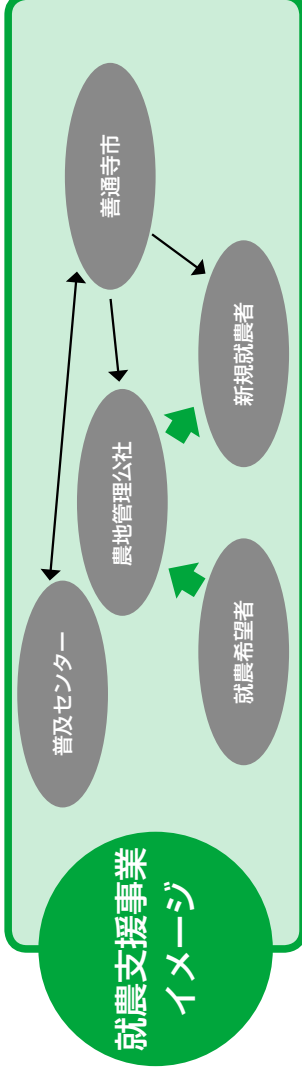 就農支援事業
イメージ
普及センター
農地管理公社
善通寺市
就農希望者
新規就農者